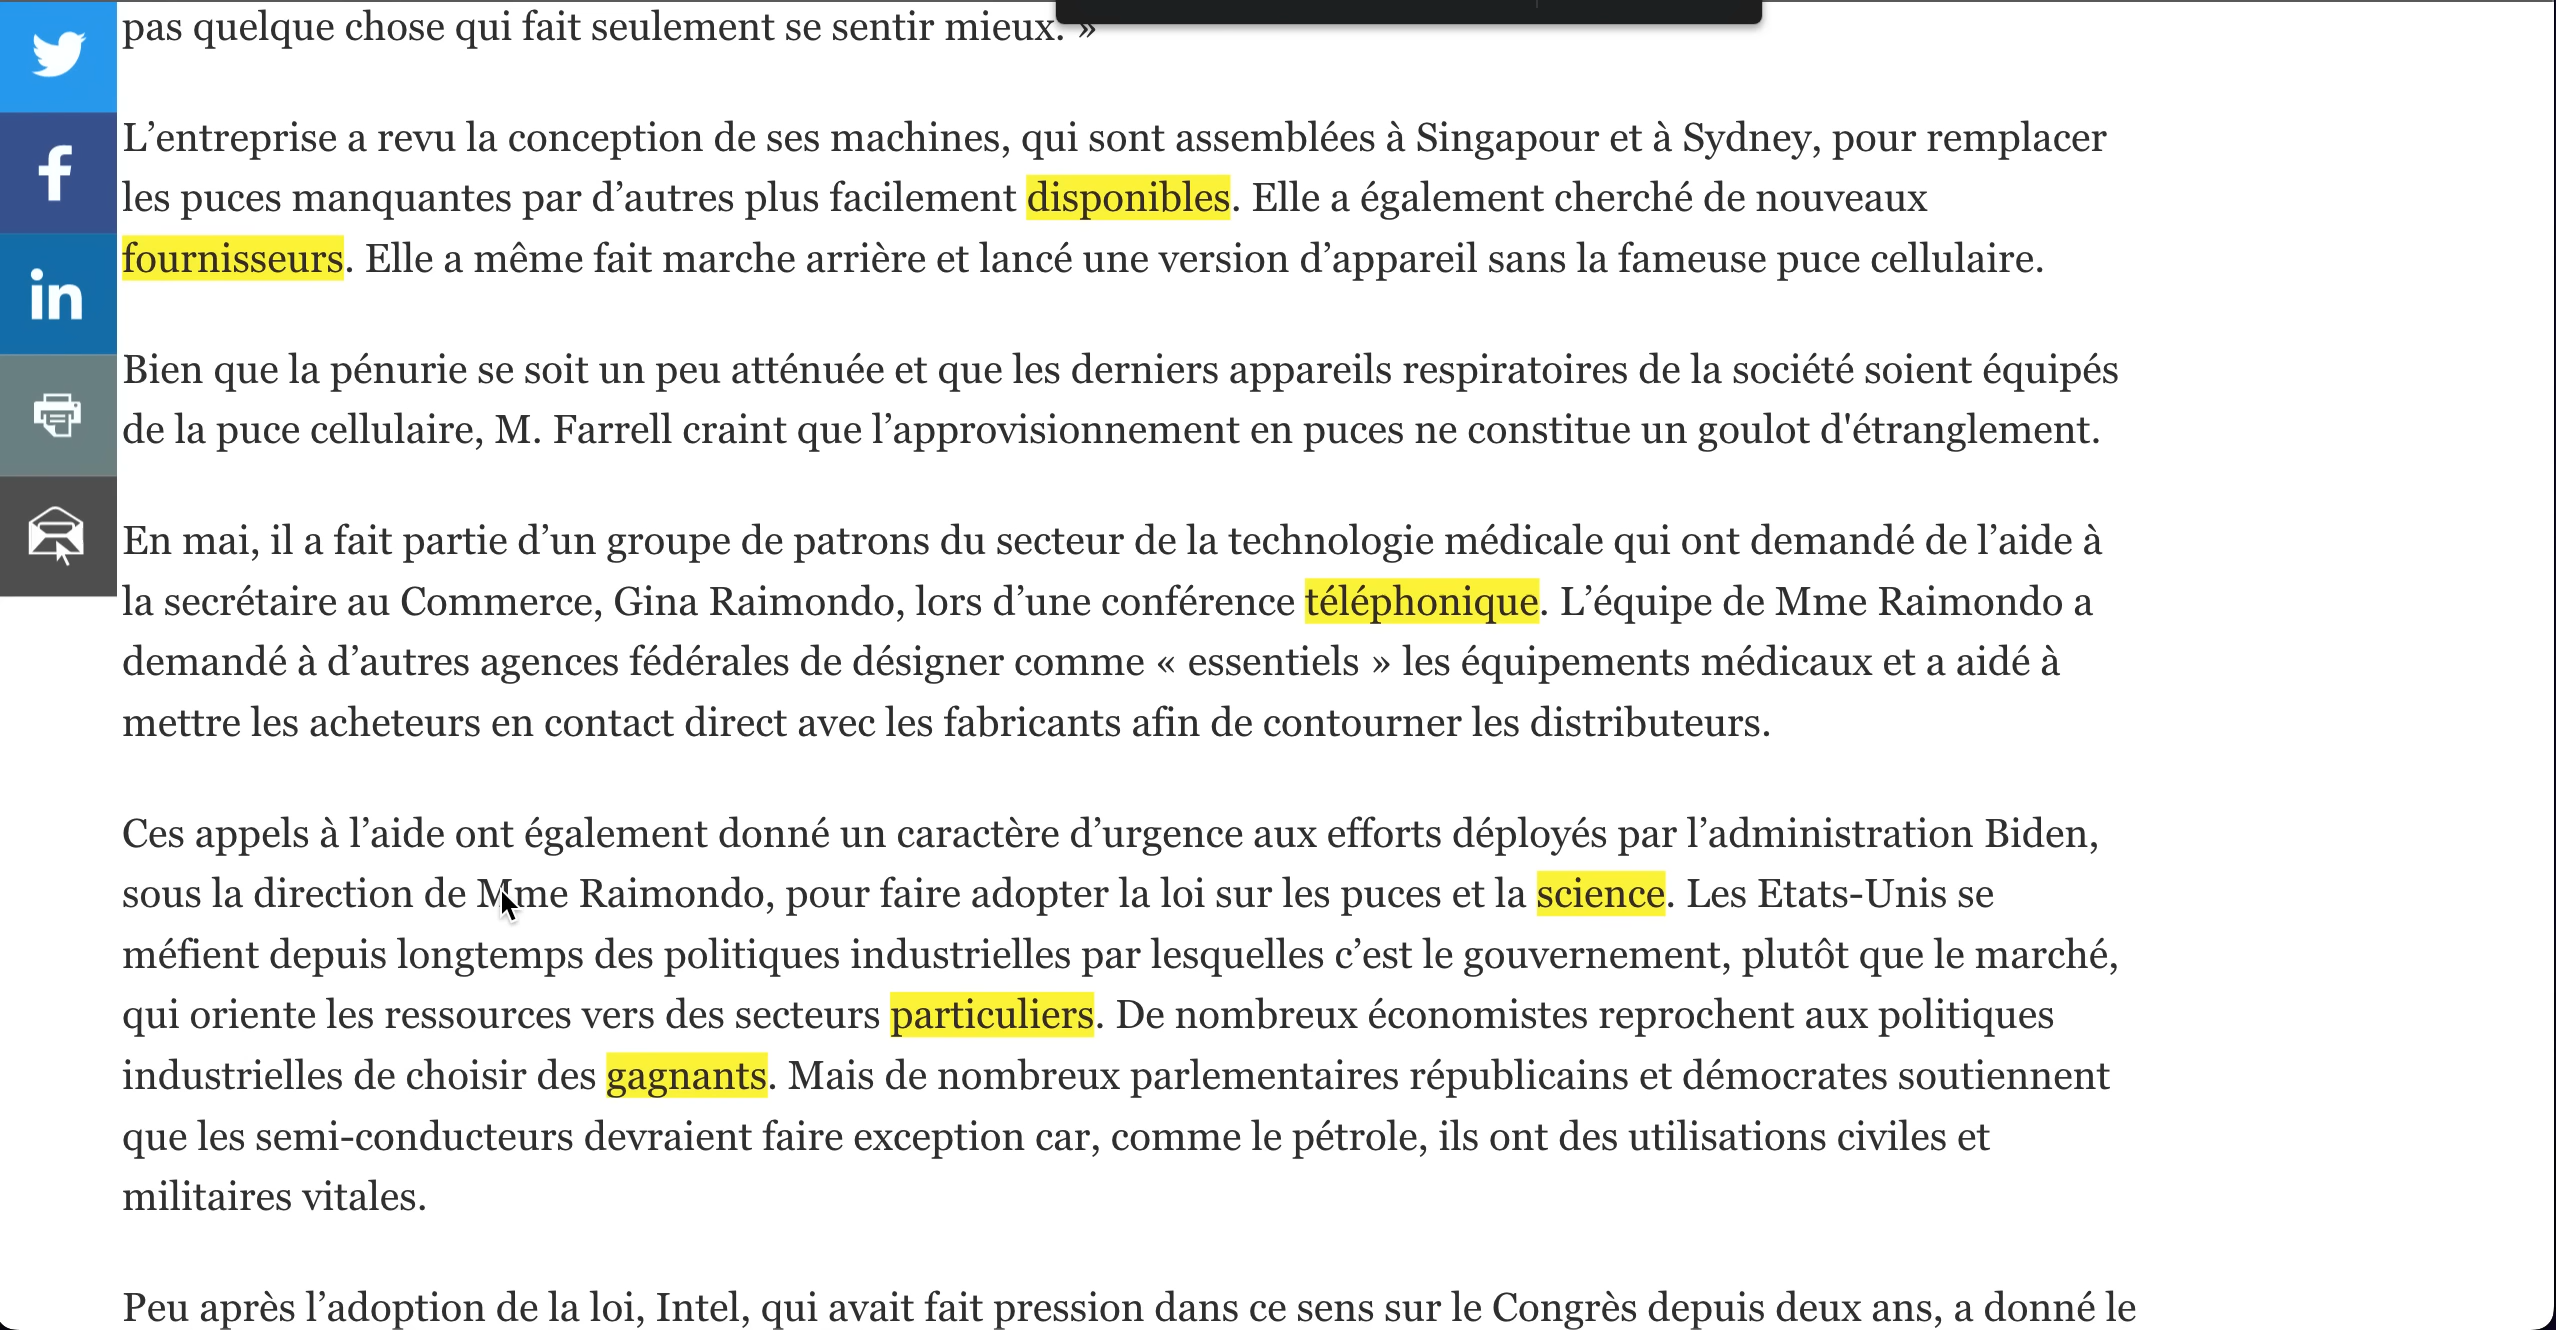 pas quelque chose qui fait seulement se sentir mieux. »
L’entreprise a revu la conception de ses machines, qui sont assemblées à Singapour et à Sydney, pour remplacer
les puces manquantes par d’autres plus facilement disponibles. Elle a également cherché de nouveaux
fournisseurs. Elle a même fait marche arrière et lancé une version d’appareil sans la fameuse puce cellulaire.
Bien que la pénurie se soit un peu atténuée et que les derniers appareils respiratoires de la société soient équipés
de la puce cellulaire, M. Farrell craint que l’approvisionnement en puces ne constitue un goulot d'étranglement.
En mai, il a fait partie d’un groupe de patrons du secteur de la technologie médicale qui ont demandé de l’aide à
la secrétaire au Commerce, Gina Raimondo, lors d’une conférence téléphonique. L’équipe de Mme Raimondo a
demandé à d’autres agences fédérales de désigner comme « essentiels » les équipements médicaux et a aidé à
mettre les acheteurs en contact direct avec les fabricants afin de contourner les distributeurs.
Ces appels à l’aide ont également donné un caractère d’urgence aux efforts déployés par l’administration Biden,
sous la direction de Mme Raimondo, pour faire adopter la loi sur les puces et la science. Les Etats-Unis se
méfient depuis longtemps des politiques industrielles par lesquelles c’est le gouvernement, plutôt que le marché,
qui oriente les ressources vers des secteurs particuliers. De nombreux économistes reprochent aux politiques
industrielles de choisir des gagnants. Mais de nombreux parlementaires républicains et démocrates soutiennent
que les semi-conducteurs devraient faire exception car, comme le pétrole, ils ont des utilisations civiles et
militaires vitales.
Peu après l’adoption de la loi, Intel, qui avait fait pression dans ce sens sur le Congrès depuis deux ans, a donné le